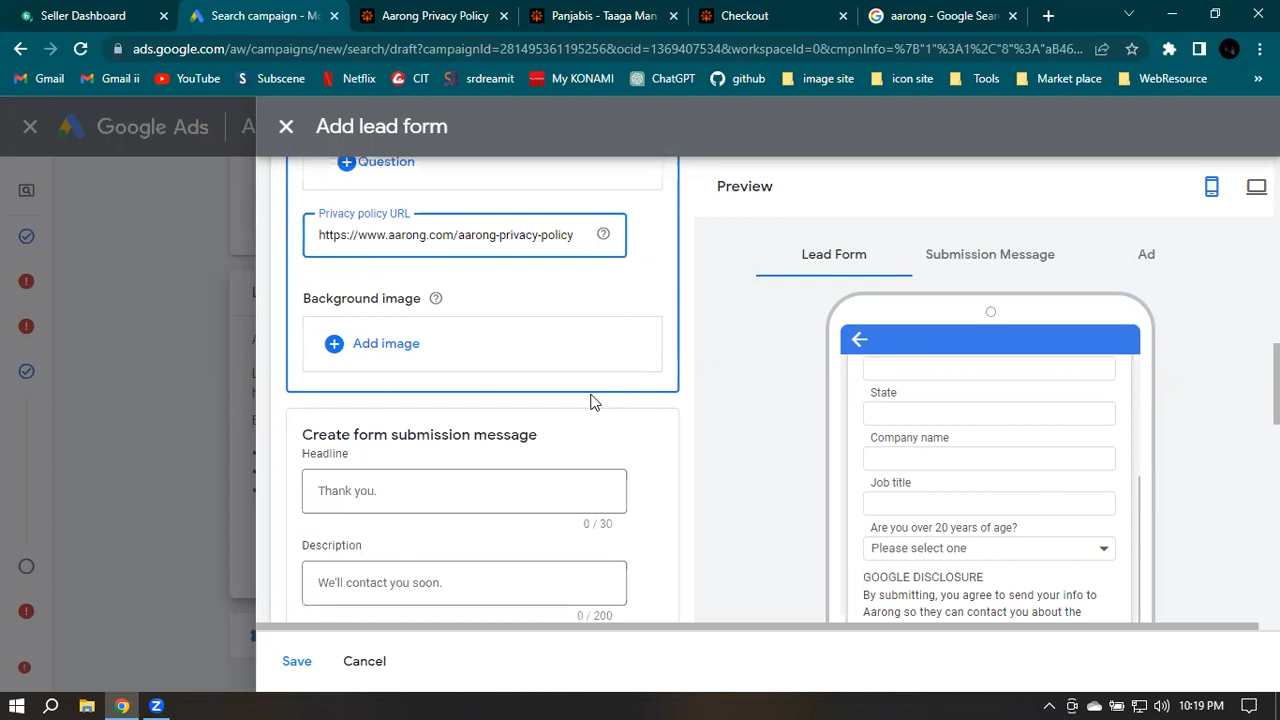 Seller Dashboard
Search campaign - Mo
Aarong Privacy Policy
Panjabis - Taaga Man
Checkout
aarong - Google Sear
ads.google.com/aw/campaigns/new/search/draft?campaignId=281495361195256&ocid=13694075334&workspaceId=0&cmpnInfo=%7B"1"%3A1%2C"8"%3A"aB46...
Gmail
Gmail ii
YouTube
Subscene
Netflix
CIT
srdreamit
My KONAMI
ChatGPT
github
image site
icon site
Tools
Market place
WebResource
»
Google Ads
Add lead form
Question
Privacy policy URL
https://www.aarong.com/aarong-privacy-policy
Background image
Add image
Create form submission message
Headline
Thank you.
0 / 30
Description
We'll contact you soon.
0 / 200
Save
Cancel
Preview
Lead Form
Submission Message
Ad
State
Company name
Job title
Are you over 20 years of age?
Please select one
GOOGLE DISCLOSURE
By submitting, you agree to send your info to
Aarong so they can contact you about the
10:19 PM